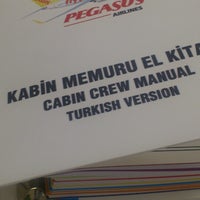 PEGASUS
AIRLINES
KABİN MEMURU EL KİTA
CABIN CREW MANUAL
TURKISH VERSION